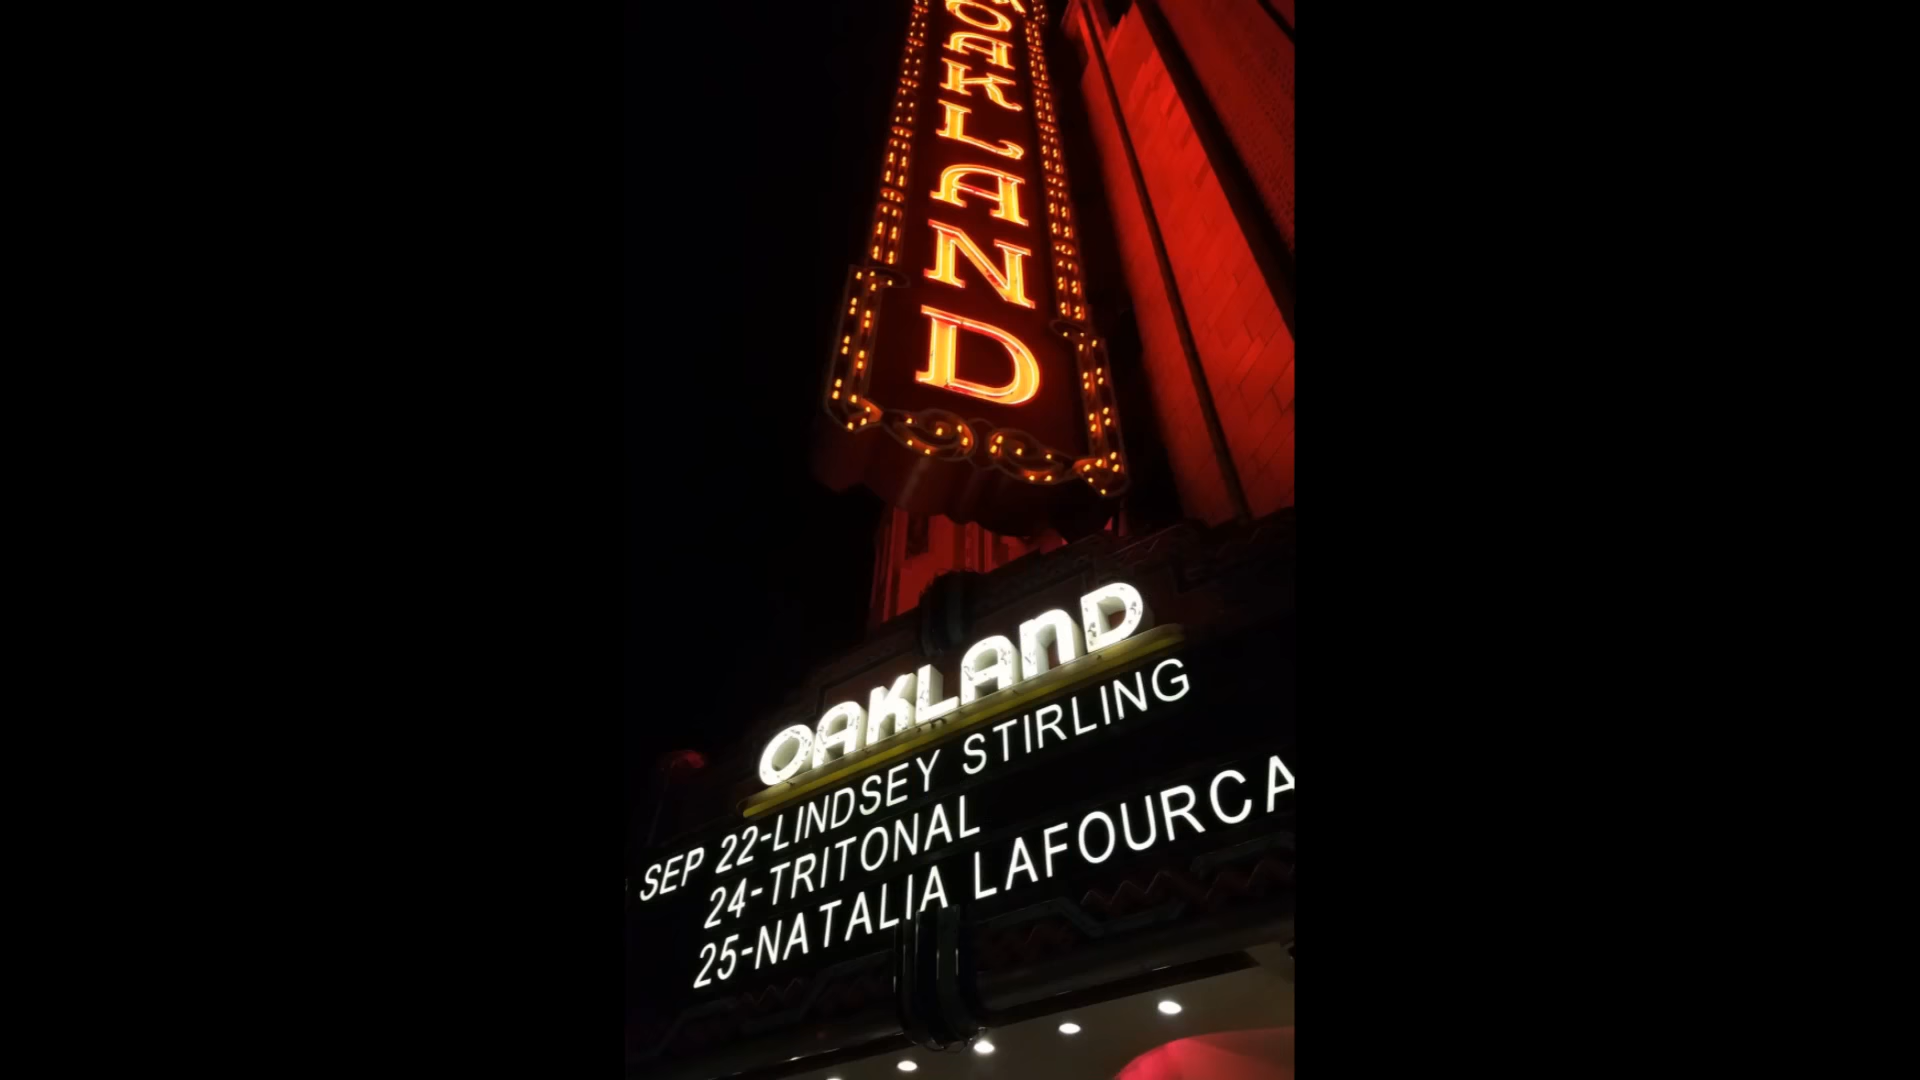 OAKLAND
OAKLAND
SEP 22-LINDSEY STIRLING
24-TRITONAL
25-NATALIA LAFOURCA